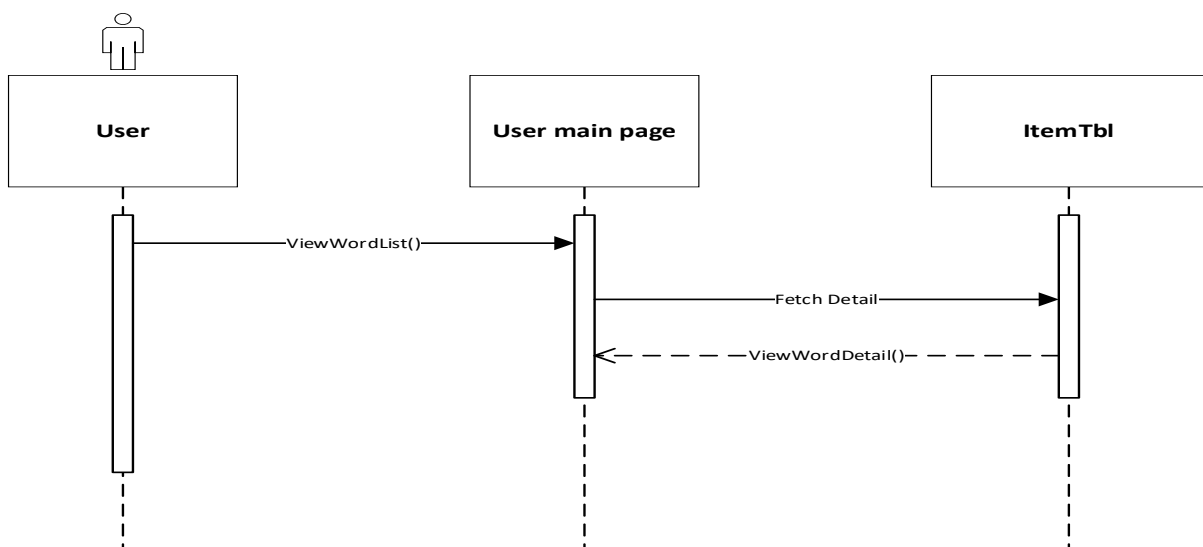 User
User main page
ItemTbl
ViewWordList()
Fetch Detail
ViewWordDetail()